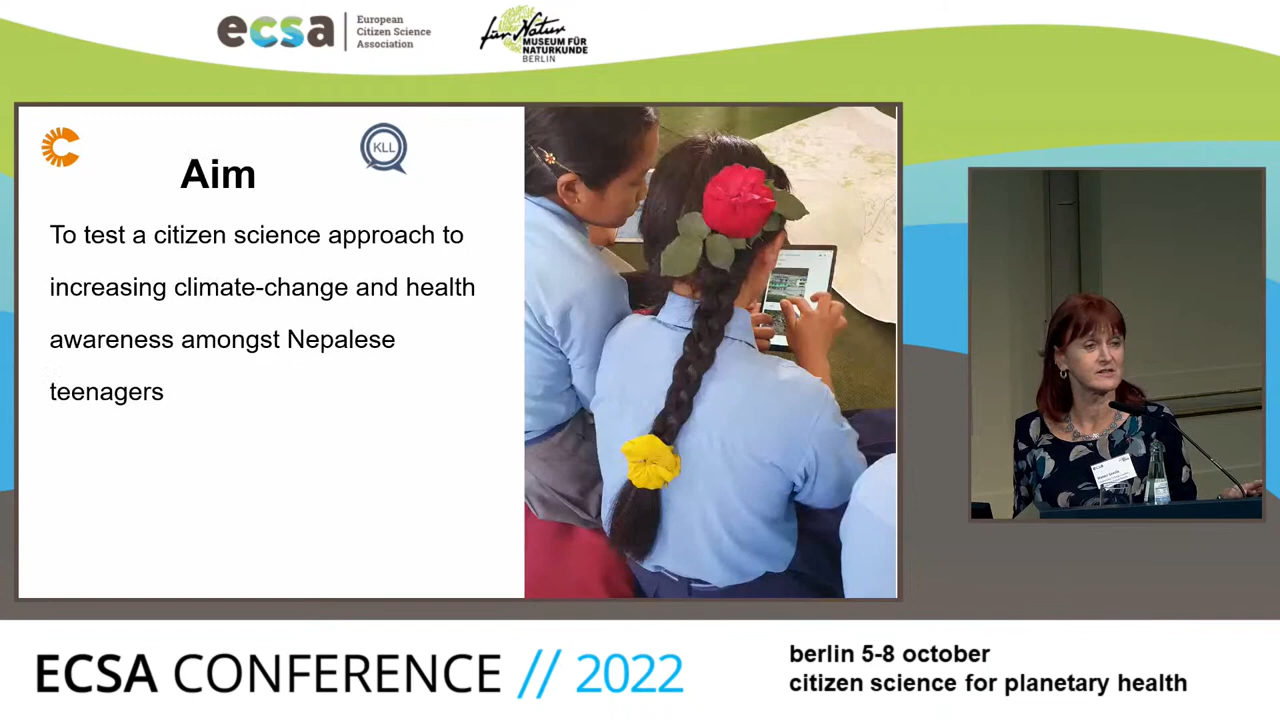 ecsa
European
Citizen Science
Association
für Natur
MUSEUM FÜR
NATURKUNDE
BERLIN
KLL
Aim
To test a citizen science approach to
increasing climate-change and health
awareness amongst Nepalese
teenagers
ecsa
ECSA CONFERENCE // 2022
berlin 5-8 october
citizen science for planetary health